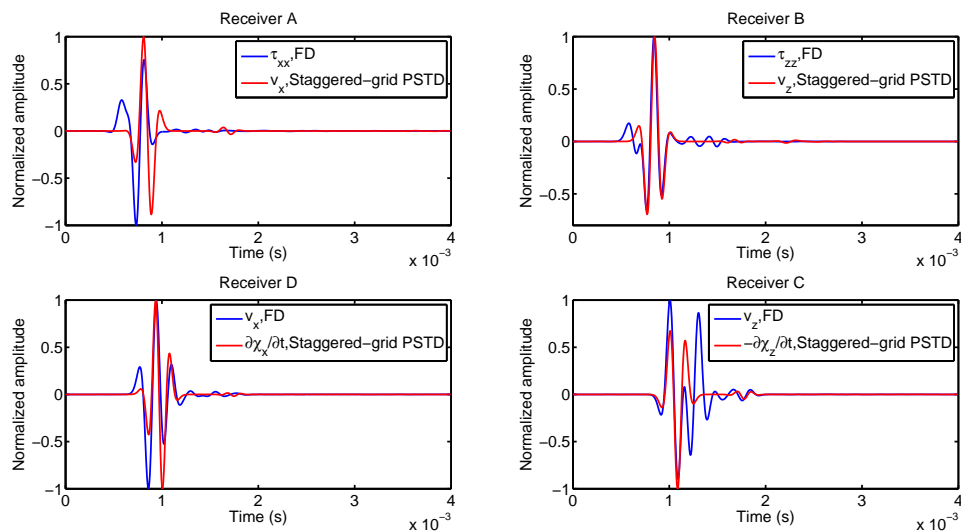 Receiver A
Normalized amplitude
1
0.5
0
−0.5
−1
τxx,FD
vx,Staggered−grid PSTD
0 1 2 3 4
Time (s)
x 10−3
Receiver B
Normalized amplitude
1
0.5
0
−0.5
τzz,FD
vz,Staggered−grid PSTD
0 1 2 3 4
Time (s)
x 10−3
Receiver D
Normalized amplitude
1
0.5
0
−0.5
−1
vx,FD
∂χx/∂t,Staggered−grid PSTD
0 1 2 3 4
Time (s)
x 10−3
Receiver C
Normalized amplitude
1
0.5
0
−0.5
−1
vz,FD
−∂χz/∂t,Staggered−grid PSTD
0 1 2 3 4
Time (s)
x 10−3